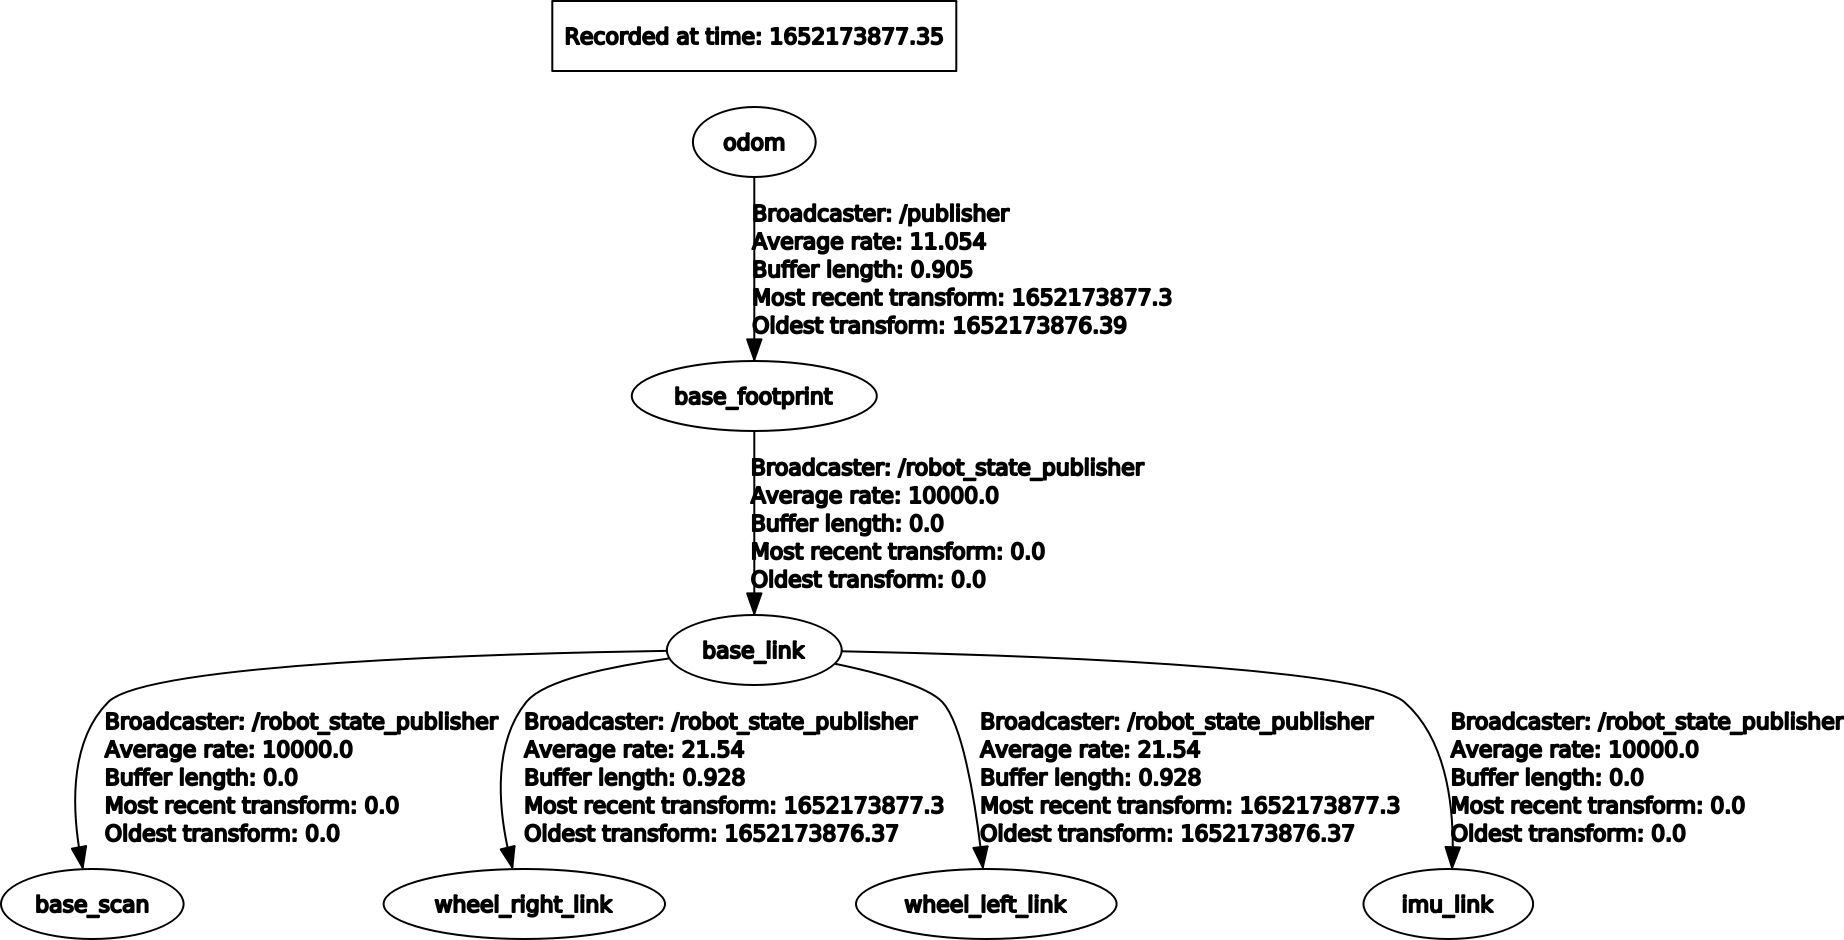 Recorded at time: 1652173877.35
odom
Broadcaster: /publisher
Average rate: 11.054
Buffer length: 0.905
Most recent transform: 1652173877.3
Oldest transform: 1652173876.39
base_footprint
Broadcaster: /robot_state_publisher
Average rate: 10000.0
Buffer length: 0.0
Most recent transform: 0.0
Oldest transform: 0.0
base_link
Broadcaster: /robot_state_publisher
Average rate: 10000.0
Buffer length: 0.0
Most recent transform: 0.0
Oldest transform: 0.0
Broadcaster: /robot_state_publisher
Average rate: 21.54
Buffer length: 0.928
Most recent transform: 1652173877.3
Oldest transform: 1652173876.37
Broadcaster: /robot_state_publisher
Average rate: 21.54
Buffer length: 0.928
Most recent transform: 1652173877.3
Oldest transform: 1652173876.37
Broadcaster: /robot_state_publisher
Average rate: 10000.0
Buffer length: 0.0
Most recent transform: 0.0
Oldest transform: 0.0
base_scan
wheel_right_link
wheel_left_link
imu_link